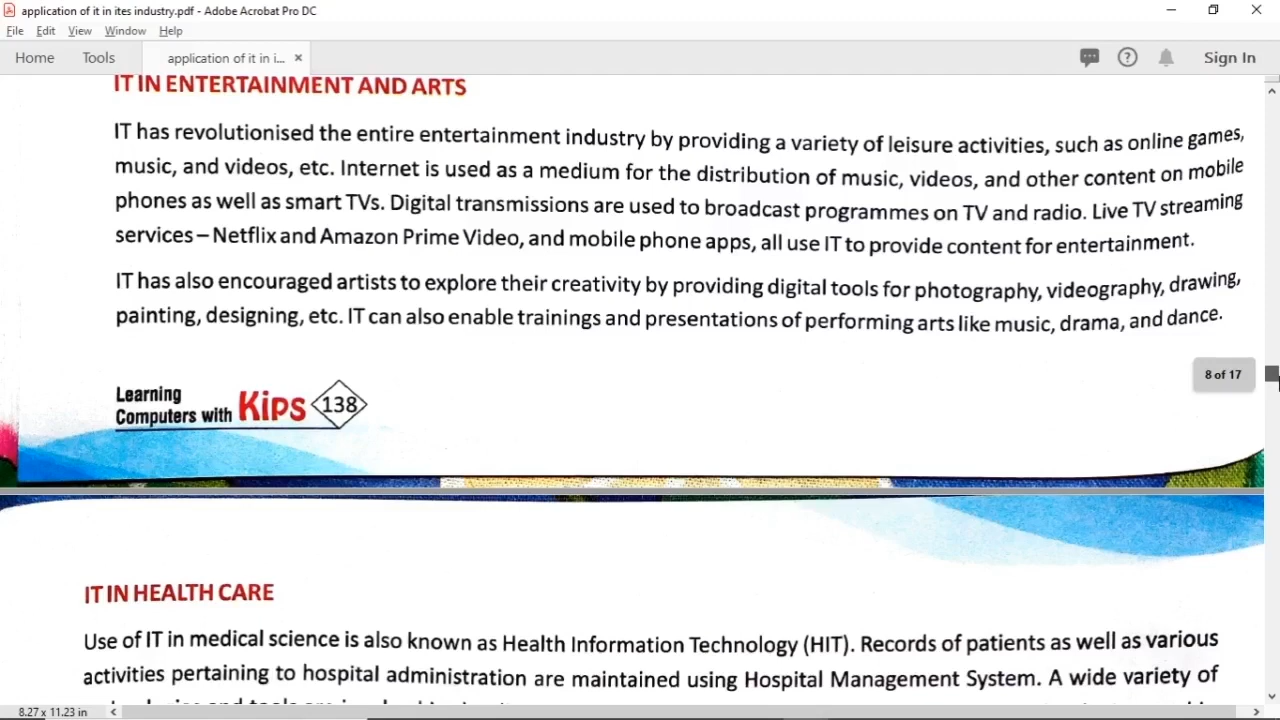 application of it in ites industry.pdf - Adobe Acrobat Pro DC
File Edit View Window Help
Home Tools application of it in i... × Sign In
IT IN ENTERTAINMENT AND ARTS
IT has revolutionised the entire entertainment industry by providing a variety of leisure activities, such as online games,
music, and videos, etc. Internet is used as a medium for the distribution of music, videos, and other content on mobile
phones as well as smart TVs. Digital transmissions are used to broadcast programmes on TV and radio. Live TV streaming
services – Netflix and Amazon Prime Video, and mobile phone apps, all use IT to provide content for entertainment.
IT has also encouraged artists to explore their creativity by providing digital tools for photography, videography, drawing,
painting, designing, etc. IT can also enable trainings and presentations of performing arts like music, drama, and dance.
8 of 17
Learning
Computers with Kips 138
IT IN HEALTH CARE
Use of IT in medical science is also known as Health Information Technology (HIT). Records of patients as well as various
activities pertaining to hospital administration are maintained using Hospital Management System. A wide variety of
8.27 x 11.23 in